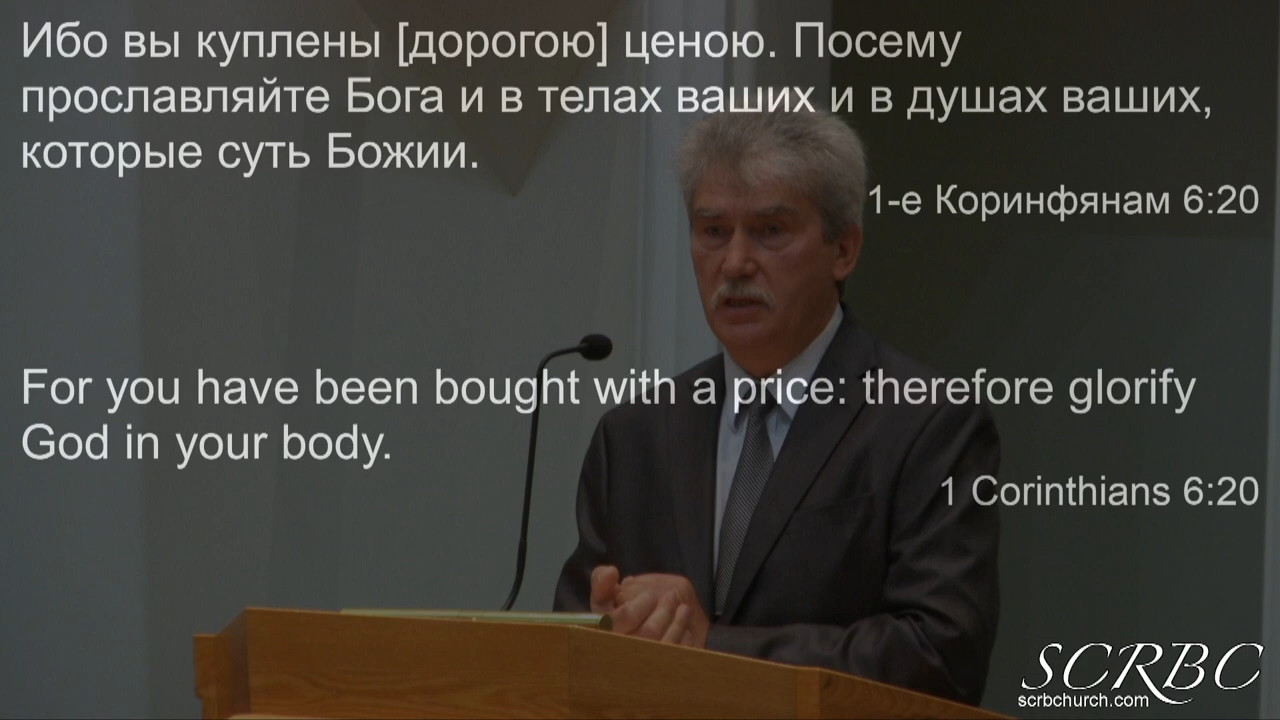 Ибо вы куплены [дорогою] ценою. Посему
прославляйте Бога и в телах ваших и в душах ваших,
которые суть Божии.
1-е Коринфянам 6:20
For you have been bought with a price: therefore glorify
God in your body.
1 Corinthians 6:20
SCRBC
scrbchurch.com